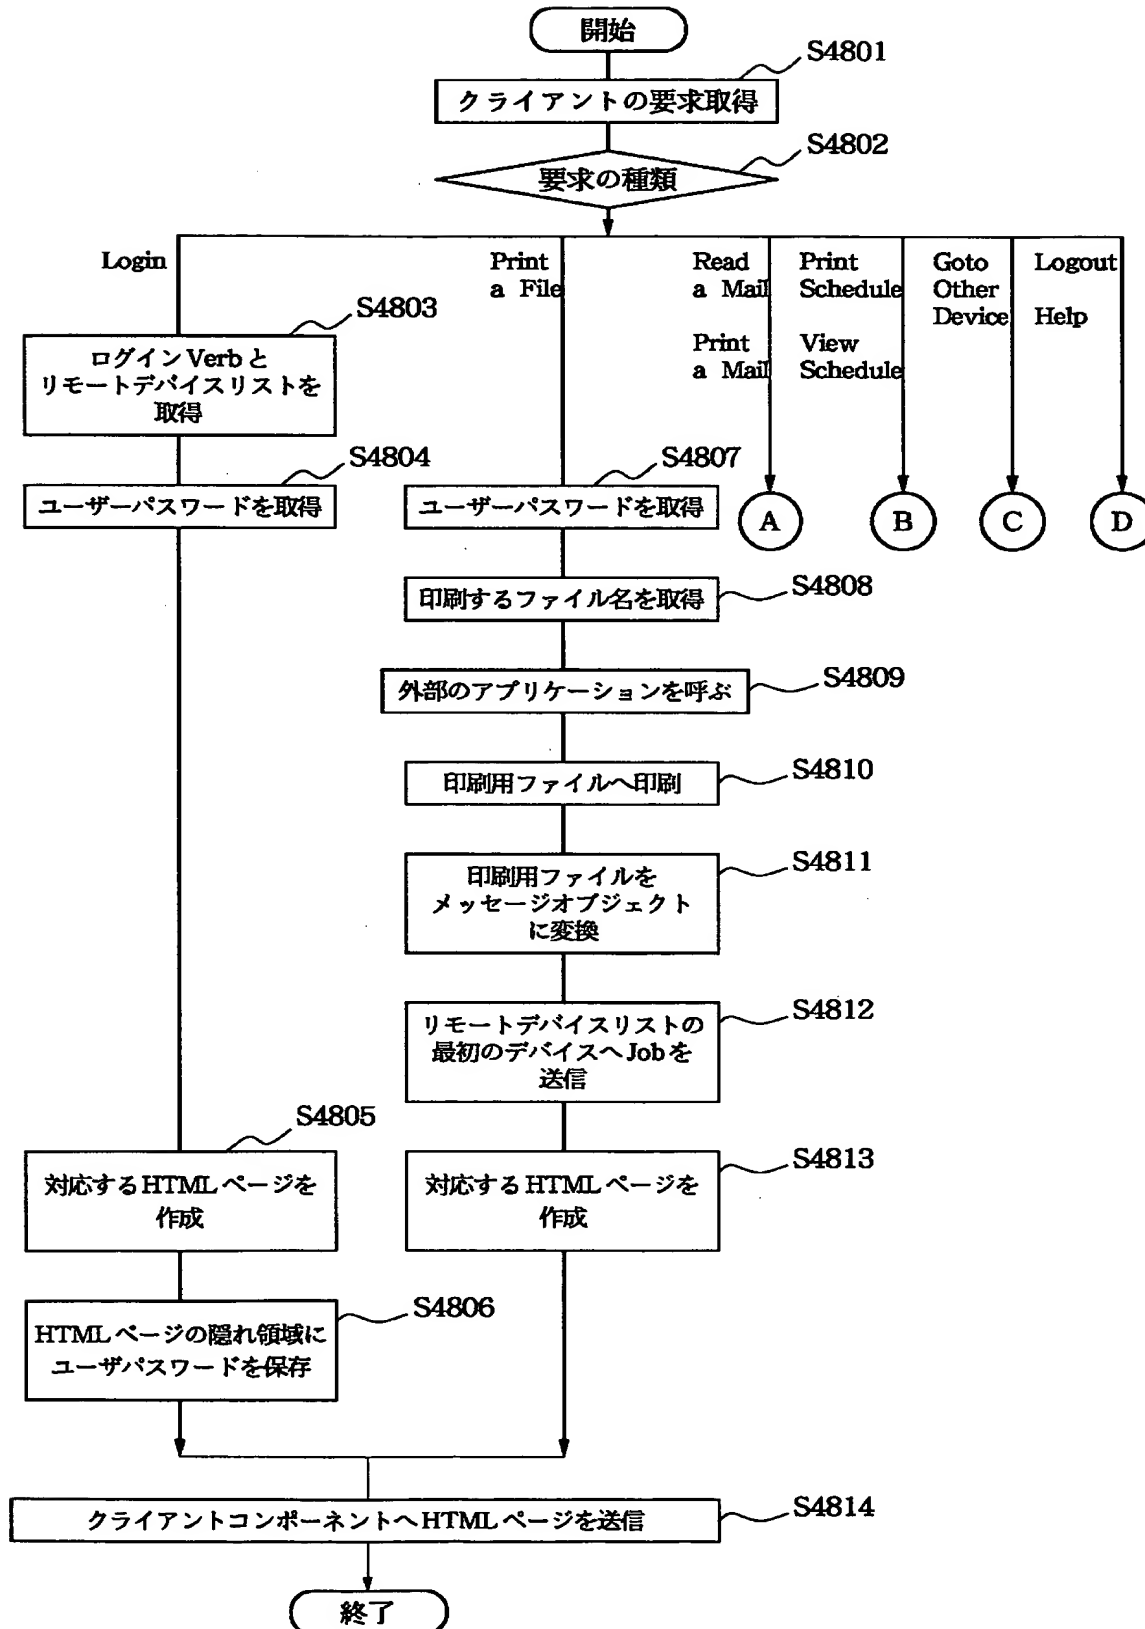 開始
S4801
クライアントの要求取得
S4802
要求の種類
Login
Print
a File
Read
a Mail
Print
a Mail
Print
Schedule
View
Schedule
Goto
Other
Device
Logout
Help
S4803
ログインVerbと
リモートデバイスリストを
取得
S4804
ユーザーパスワードを取得
S4807
ユーザーパスワードを取得
A
B
C
D
印刷するファイル名を取得
S4808
外部のアプリケーションを呼ぶ
S4809
印刷用ファイルへ印刷
S4810
印刷用ファイルを
メッセージオブジェクト
に変換
S4811
リモートデバイスリストの
最初のデバイスへJobを
送信
S4812
S4805
対応するHTMLページを
作成
対応するHTMLページを
作成
S4813
HTMLページの隠れ領域に
ユーザパスワードを保存
S4806
クライアントコンポーネントへHTMLページを送信
S4814
終了